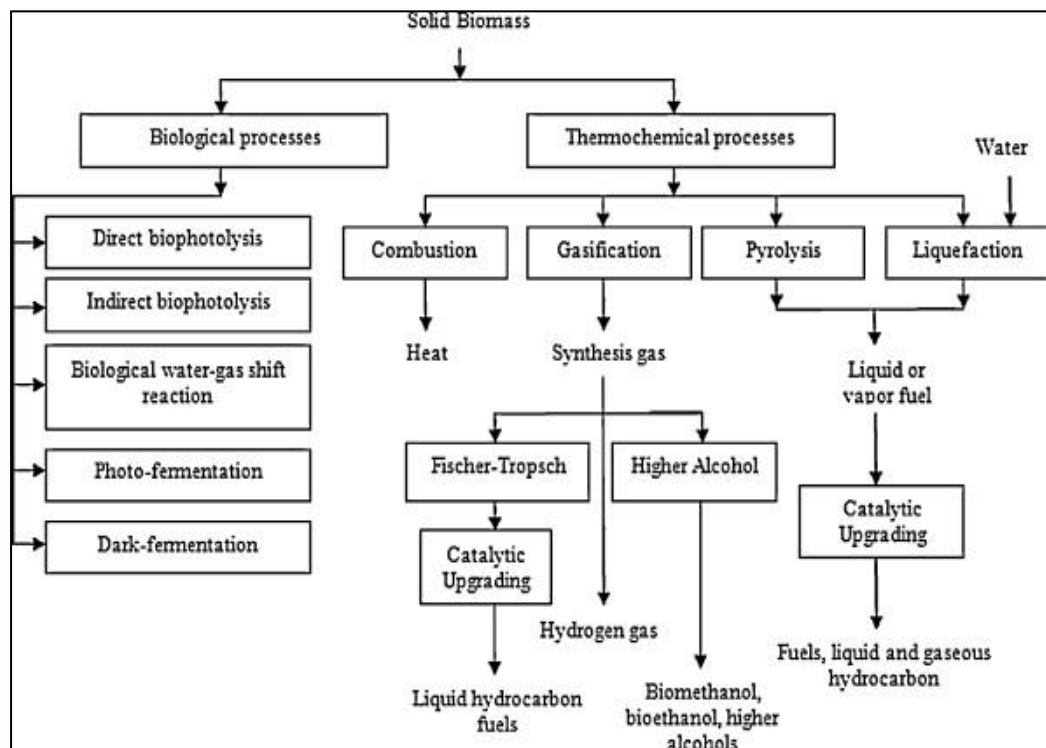 Solid Biomass
Biological processes
Thermochemical processes
Water
Direct biophotolysis
Indirect biophotolysis
Biological water-gas shift
reaction
Photo-fermentation
Dark-fermentation
Combustion
Gasification
Pyrolysis
Liquefaction
Heat
Synthesis gas
Liquid or
vapor fuel
Fischer-Tropsch
Higher Alcohol
Catalytic
Upgrading
Catalytic
Upgrading
Hydrogen gas
Liquid hydrocarbon
fuels
Biomethanol,
bioethanol, higher
alcohols
Fuels, liquid and gaseous
hydrocarbon